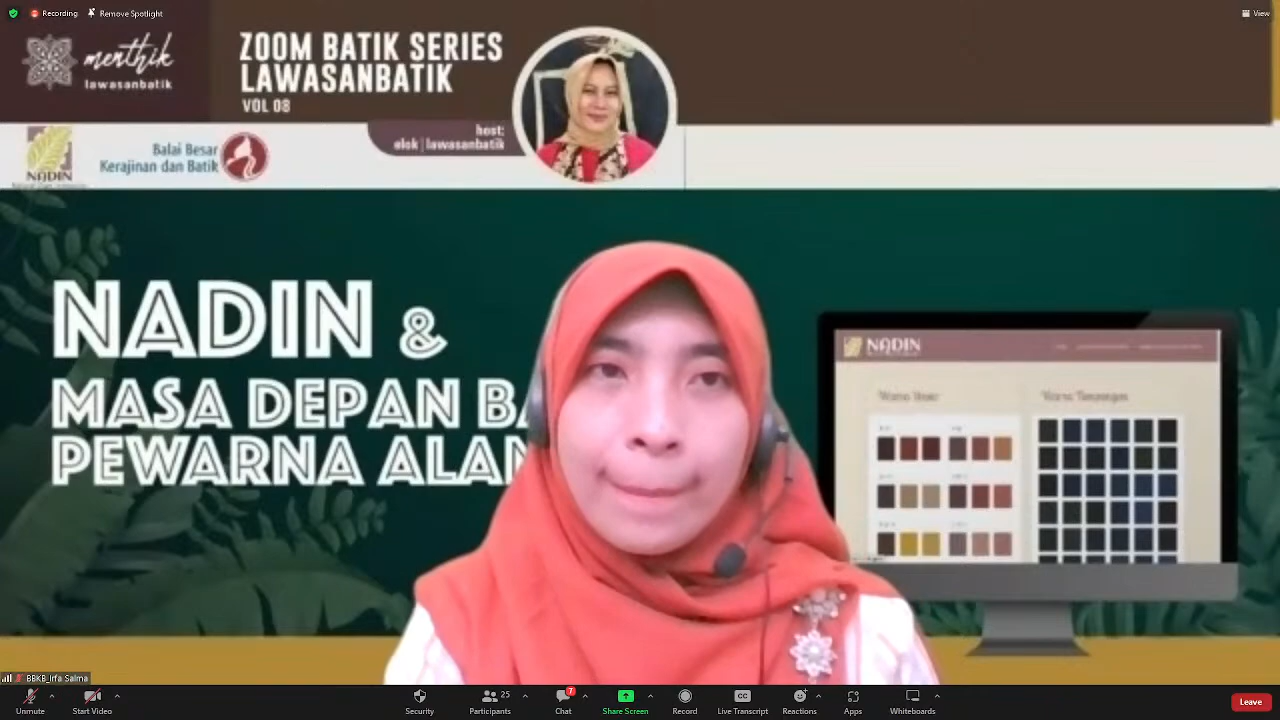 Recording
Remove Spotlight
View
menthik
lawasanbatik
ZOOM BATIK SERIES
LAWASANBATIK
VOL 08
host:
elok | lawasanbatik
NADIN
Balai Besar
Kerajinan dan Batik
NADIN &
MASA DEPAN BA
PEWARNA ALAM
NADIN
BBKB_Irfa Salma
Unmute
Start Video
Security
Participants
25
Chat
7
Share Screen
Record
Live Transcript
Reactions
Apps
Whiteboards
Leave